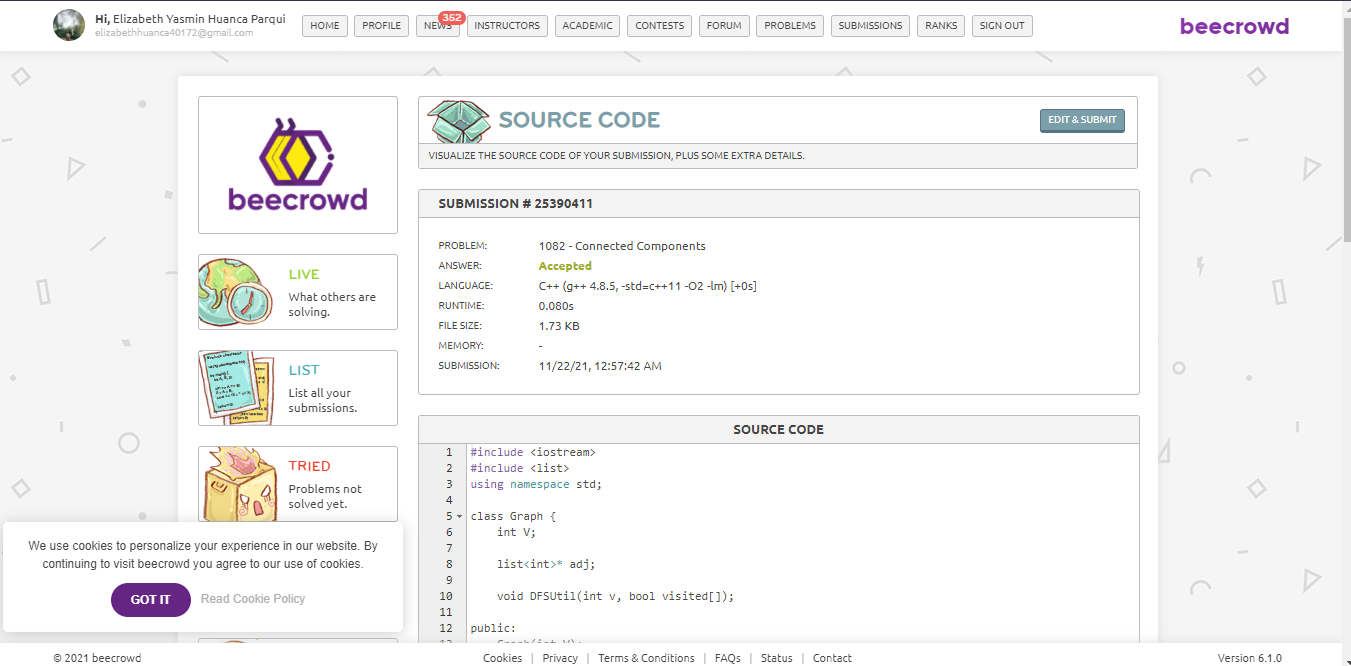 Hi, Elizabeth Yasmin Huanca Parqui
elizabethhuanca40172@gmail.com
HOME
PROFILE
NEWS
352
INSTRUCTORS
ACADEMIC
CONTESTS
FORUM
PROBLEMS
SUBMISSIONS
RANKS
SIGN OUT
beecrowd
beecrowd
LIVE
What others are
solving.
LIST
List all your
submissions.
TRIED
Problems not
solved yet.
SOURCE CODE
EDIT & SUBMIT
VISUALIZE THE SOURCE CODE OF YOUR SUBMISSION, PLUS SOME EXTRA DETAILS.
SUBMISSION # 25390411
PROBLEM: 1082 - Connected Components
ANSWER: Accepted
LANGUAGE: C++ (g++ 4.8.5, -std=c++11 -O2 -lm) [+0s]
RUNTIME: 0.080s
FILE SIZE: 1.73 KB
MEMORY: -
SUBMISSION: 11/22/21, 12:57:42 AM
SOURCE CODE
1 #include <iostream>
2 #include <list>
3 using namespace std;
4
5 class Graph {
6 int V;
7
8 list<int>* adj;
9
10 void DFSUtil(int v, bool visited[]);
11
12 public:
13 Graph(int V);
We use cookies to personalize your experience in our website. By
continuing to visit beecrowd you agree to our use of cookies.
GOT IT
Read Cookie Policy
© 2021 beecrowd
Cookies | Privacy | Terms & Conditions | FAQs | Status | Contact
Version 6.1.0